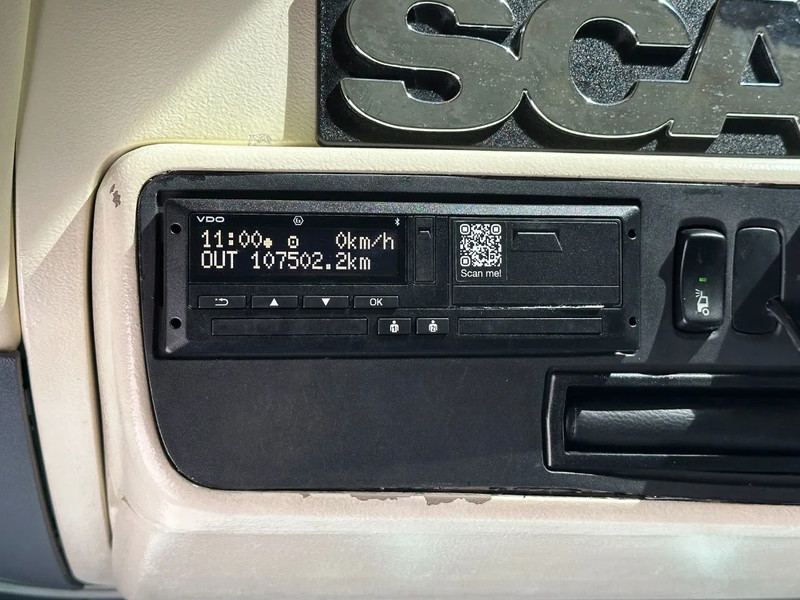 SCA
VDO
11:00 0km/h
OUT 107502.2km
Scan me!
OK